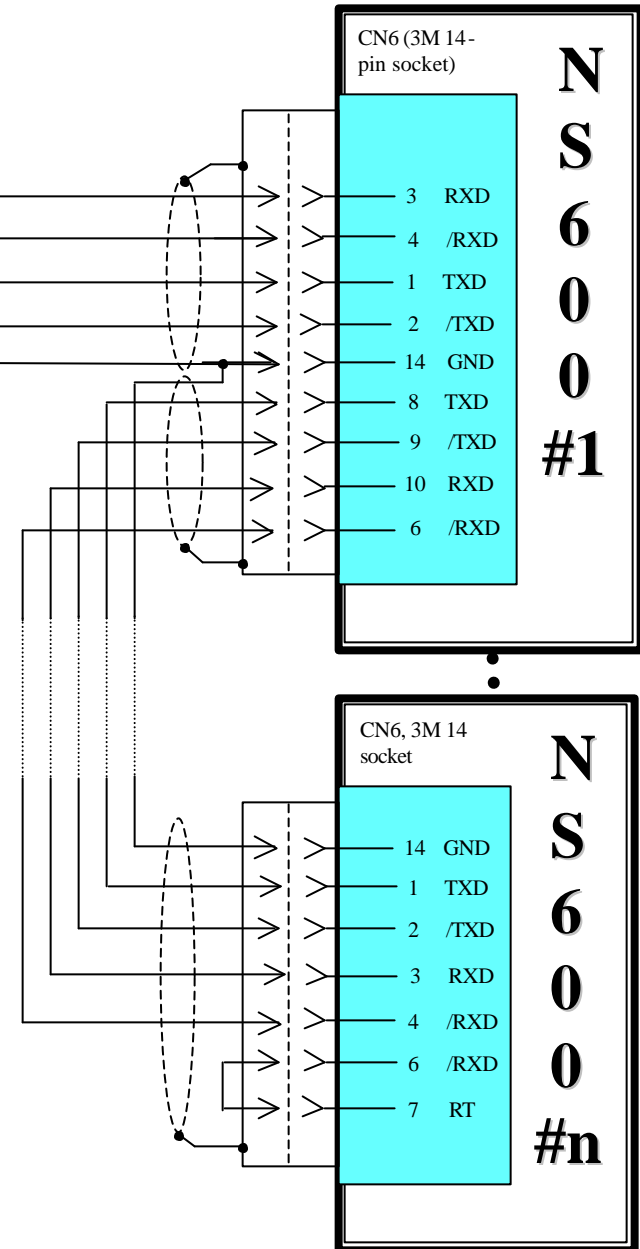 CN6 (3M 14-
pin socket)
N
S
6
0
0
#1
3 RXD
4 /RXD
1 TXD
2 /TXD
14 GND
8 TXD
9 /TXD
10 RXD
6 /RXD
CN6, 3M 14
socket
N
S
6
0
0
#n
14 GND
1 TXD
2 /TXD
3 RXD
4 /RXD
6 /RXD
7 RT